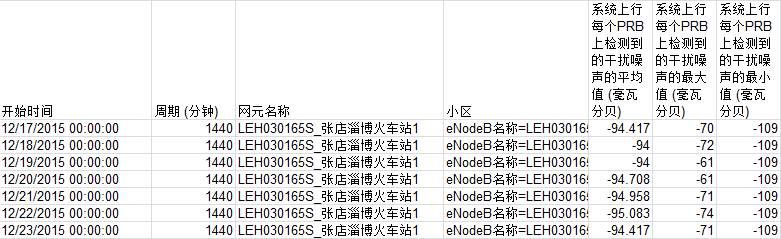 开始时间 周期 (分钟) 网元名称 小区 系统上行每个PRB上检测到的干扰噪声的平均值 (毫瓦分贝) 系统上行每个PRB上检测到的干扰噪声的最大值 (毫瓦分贝) 系统上行每个PRB上检测到的干扰噪声的最小值 (毫瓦分贝)
12/17/2015 00:00:00 1440 LEH030165S_张店淄博火车站1 eNodeB名称=LEH030165 -94.417 -70 -109
12/18/2015 00:00:00 1440 LEH030165S_张店淄博火车站1 eNodeB名称=LEH030165 -94 -72 -109
12/19/2015 00:00:00 1440 LEH030165S_张店淄博火车站1 eNodeB名称=LEH030165 -94 -61 -109
12/20/2015 00:00:00 1440 LEH030165S_张店淄博火车站1 eNodeB名称=LEH030165 -94.708 -61 -109
12/21/2015 00:00:00 1440 LEH030165S_张店淄博火车站1 eNodeB名称=LEH030165 -94.958 -71 -109
12/22/2015 00:00:00 1440 LEH030165S_张店淄博火车站1 eNodeB名称=LEH030165 -95.083 -74 -109
12/23/2015 00:00:00 1440 LEH030165S_张店淄博火车站1 eNodeB名称=LEH030165 -94.417 -71 -109